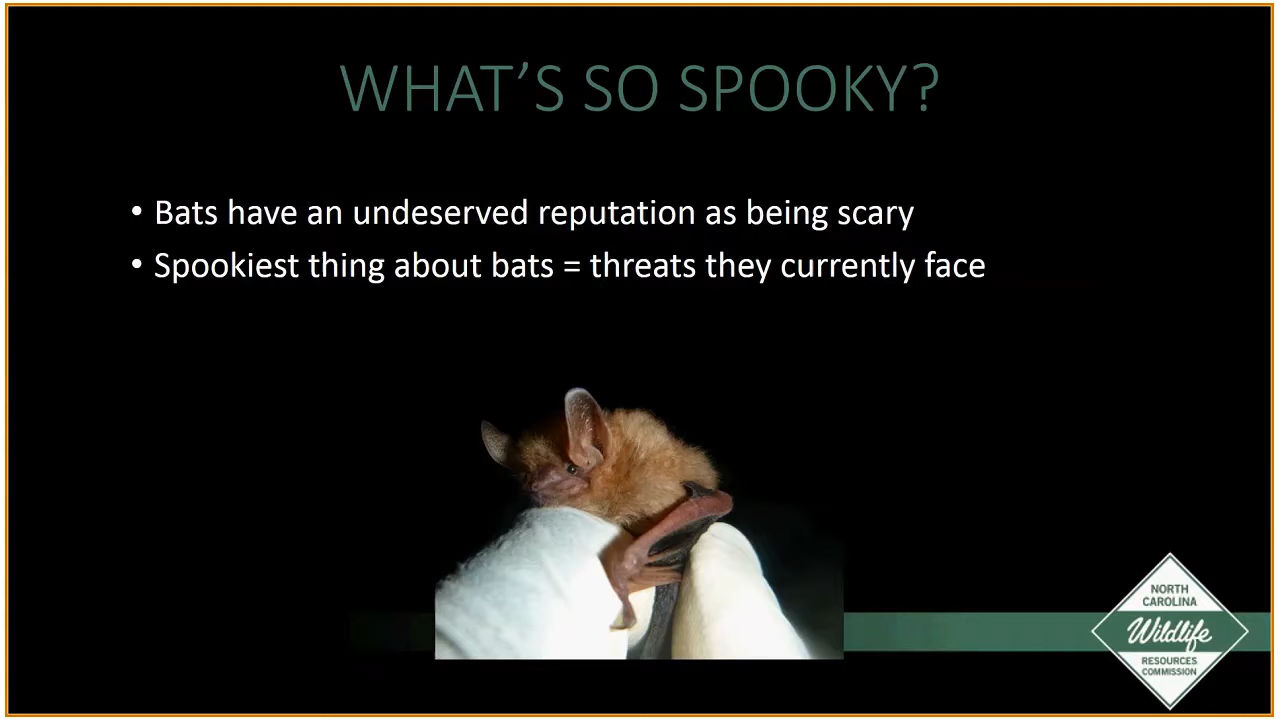 WHAT’S SO SPOOKY?
• Bats have an undeserved reputation as being scary
• Spookiest thing about bats = threats they currently face
NORTH
CAROLINA
Wildlife
RESOURCES
COMMISSION